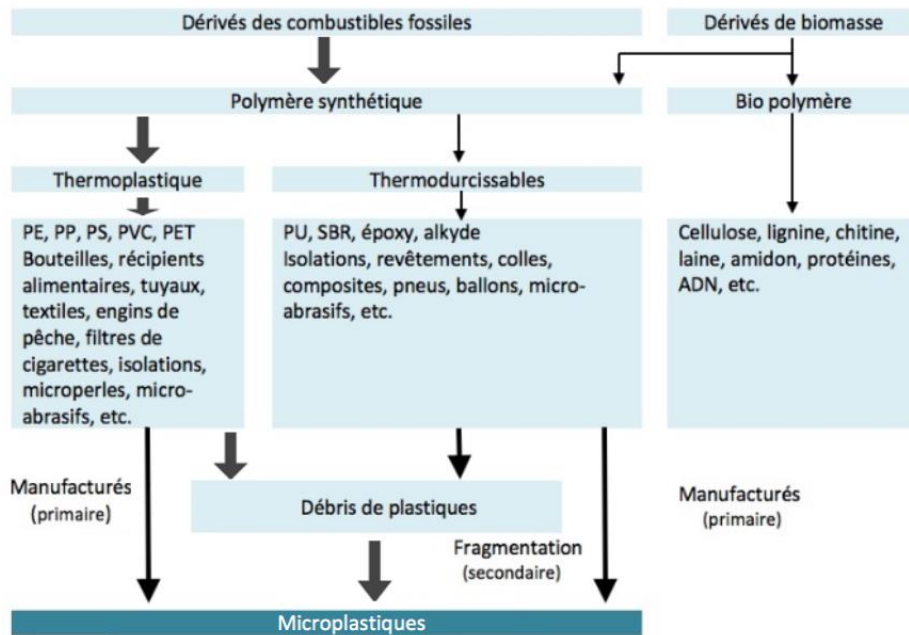 Dérivés des combustibles fossiles
Dérivés de biomasse
Polymère synthétique
Bio polymère
Thermoplastique
Thermodurcissables
PE, PP, PS, PVC, PET
Bouteilles, récipients
alimentaires, tuyaux,
textiles, engins de
pêche, filtres de
cigarettes, isolations,
microperles, micro-
abrasifs, etc.
PU, SBR, époxy, alkyde
Isolations, revêtements, colles,
composites, pneus, ballons, micro-
abrasifs, etc.
Cellulose, lignine, chitine,
laine, amidon, protéines,
ADN, etc.
Manufacturés
(primaire)
Débris de plastiques
Manufacturés
(primaire)
Fragmentation
(secondaire)
Microplastiques